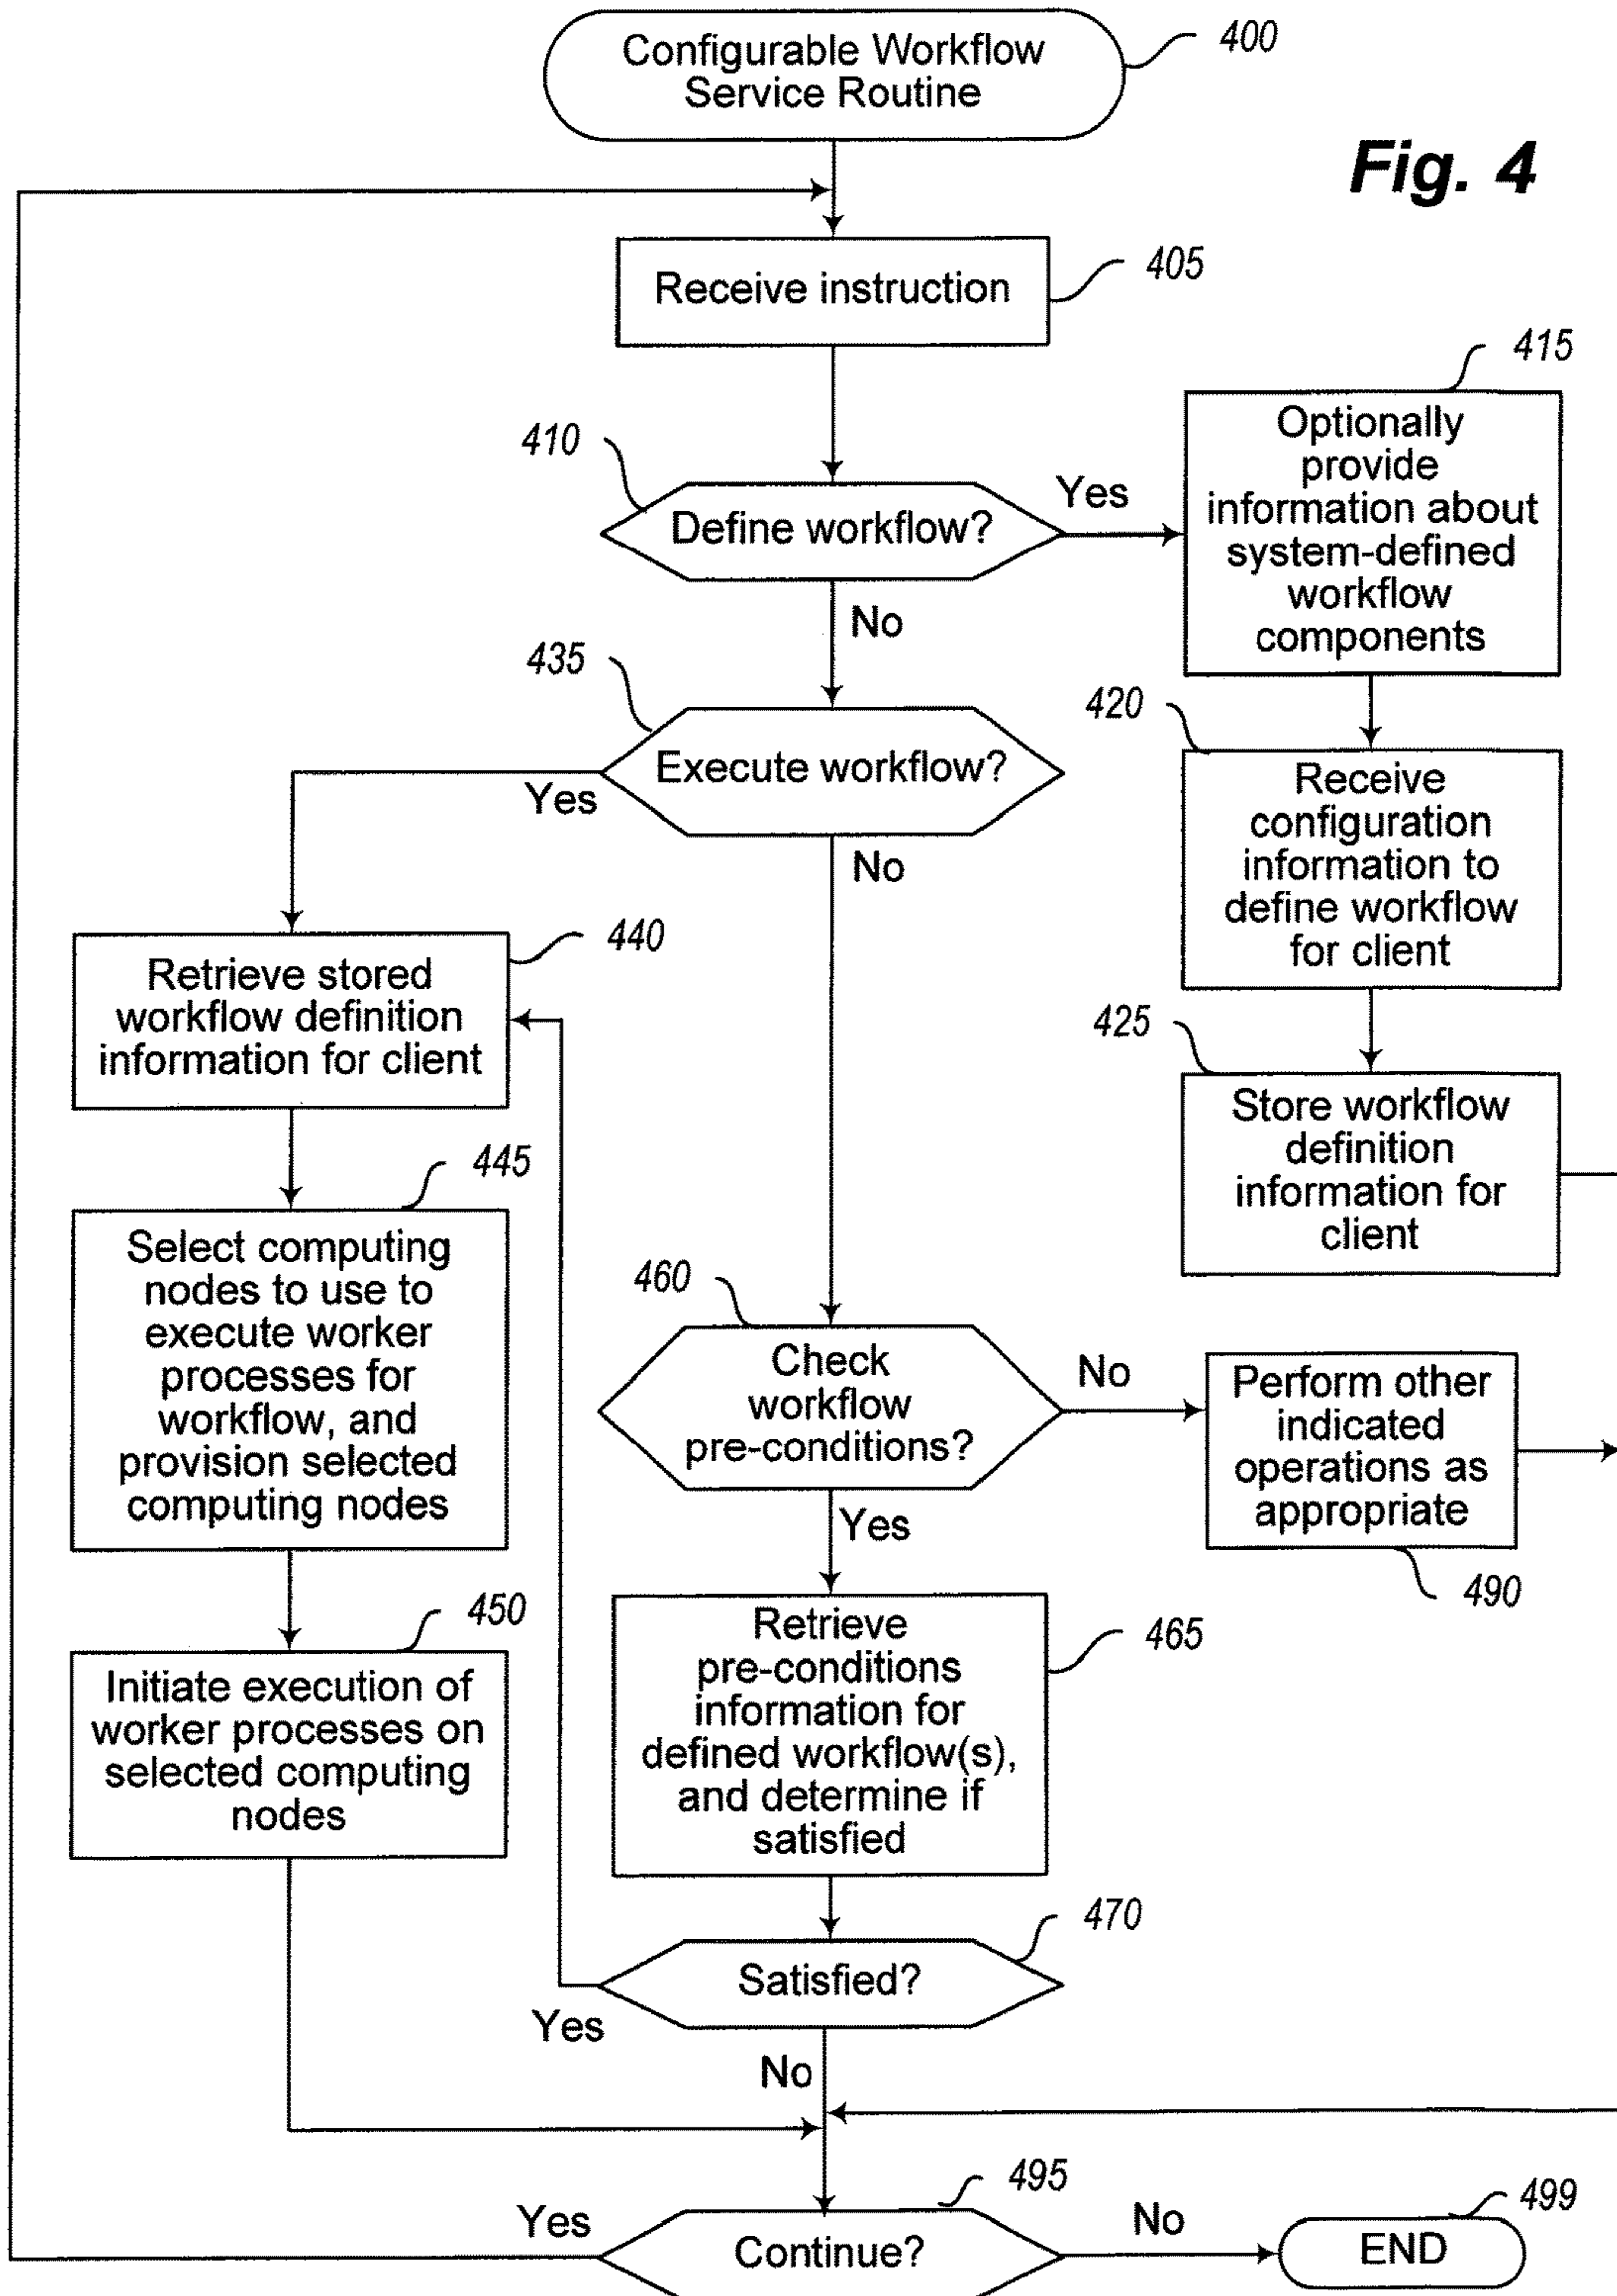 Configurable Workflow
Service Routine
400
Fig. 4
Receive instruction
405
410
Define workflow?
Yes
No
415
Optionally
provide
information about
system-defined
workflow
components
435
Execute workflow?
Yes
No
420
Receive
configuration
information to
define workflow
for client
440
Retrieve stored
workflow definition
information for client
425
Store workflow
definition
information for
client
445
Select computing
nodes to use to
execute worker
processes for
workflow, and
provision selected
computing nodes
460
Check
workflow
pre-conditions?
No
Yes
Perform other
indicated
operations as
appropriate
490
450
Initiate execution of
worker processes on
selected computing
nodes
465
Retrieve
pre-conditions
information for
defined workflow(s),
and determine if
satisfied
470
Satisfied?
Yes
No
495
Continue?
Yes
No
499
END